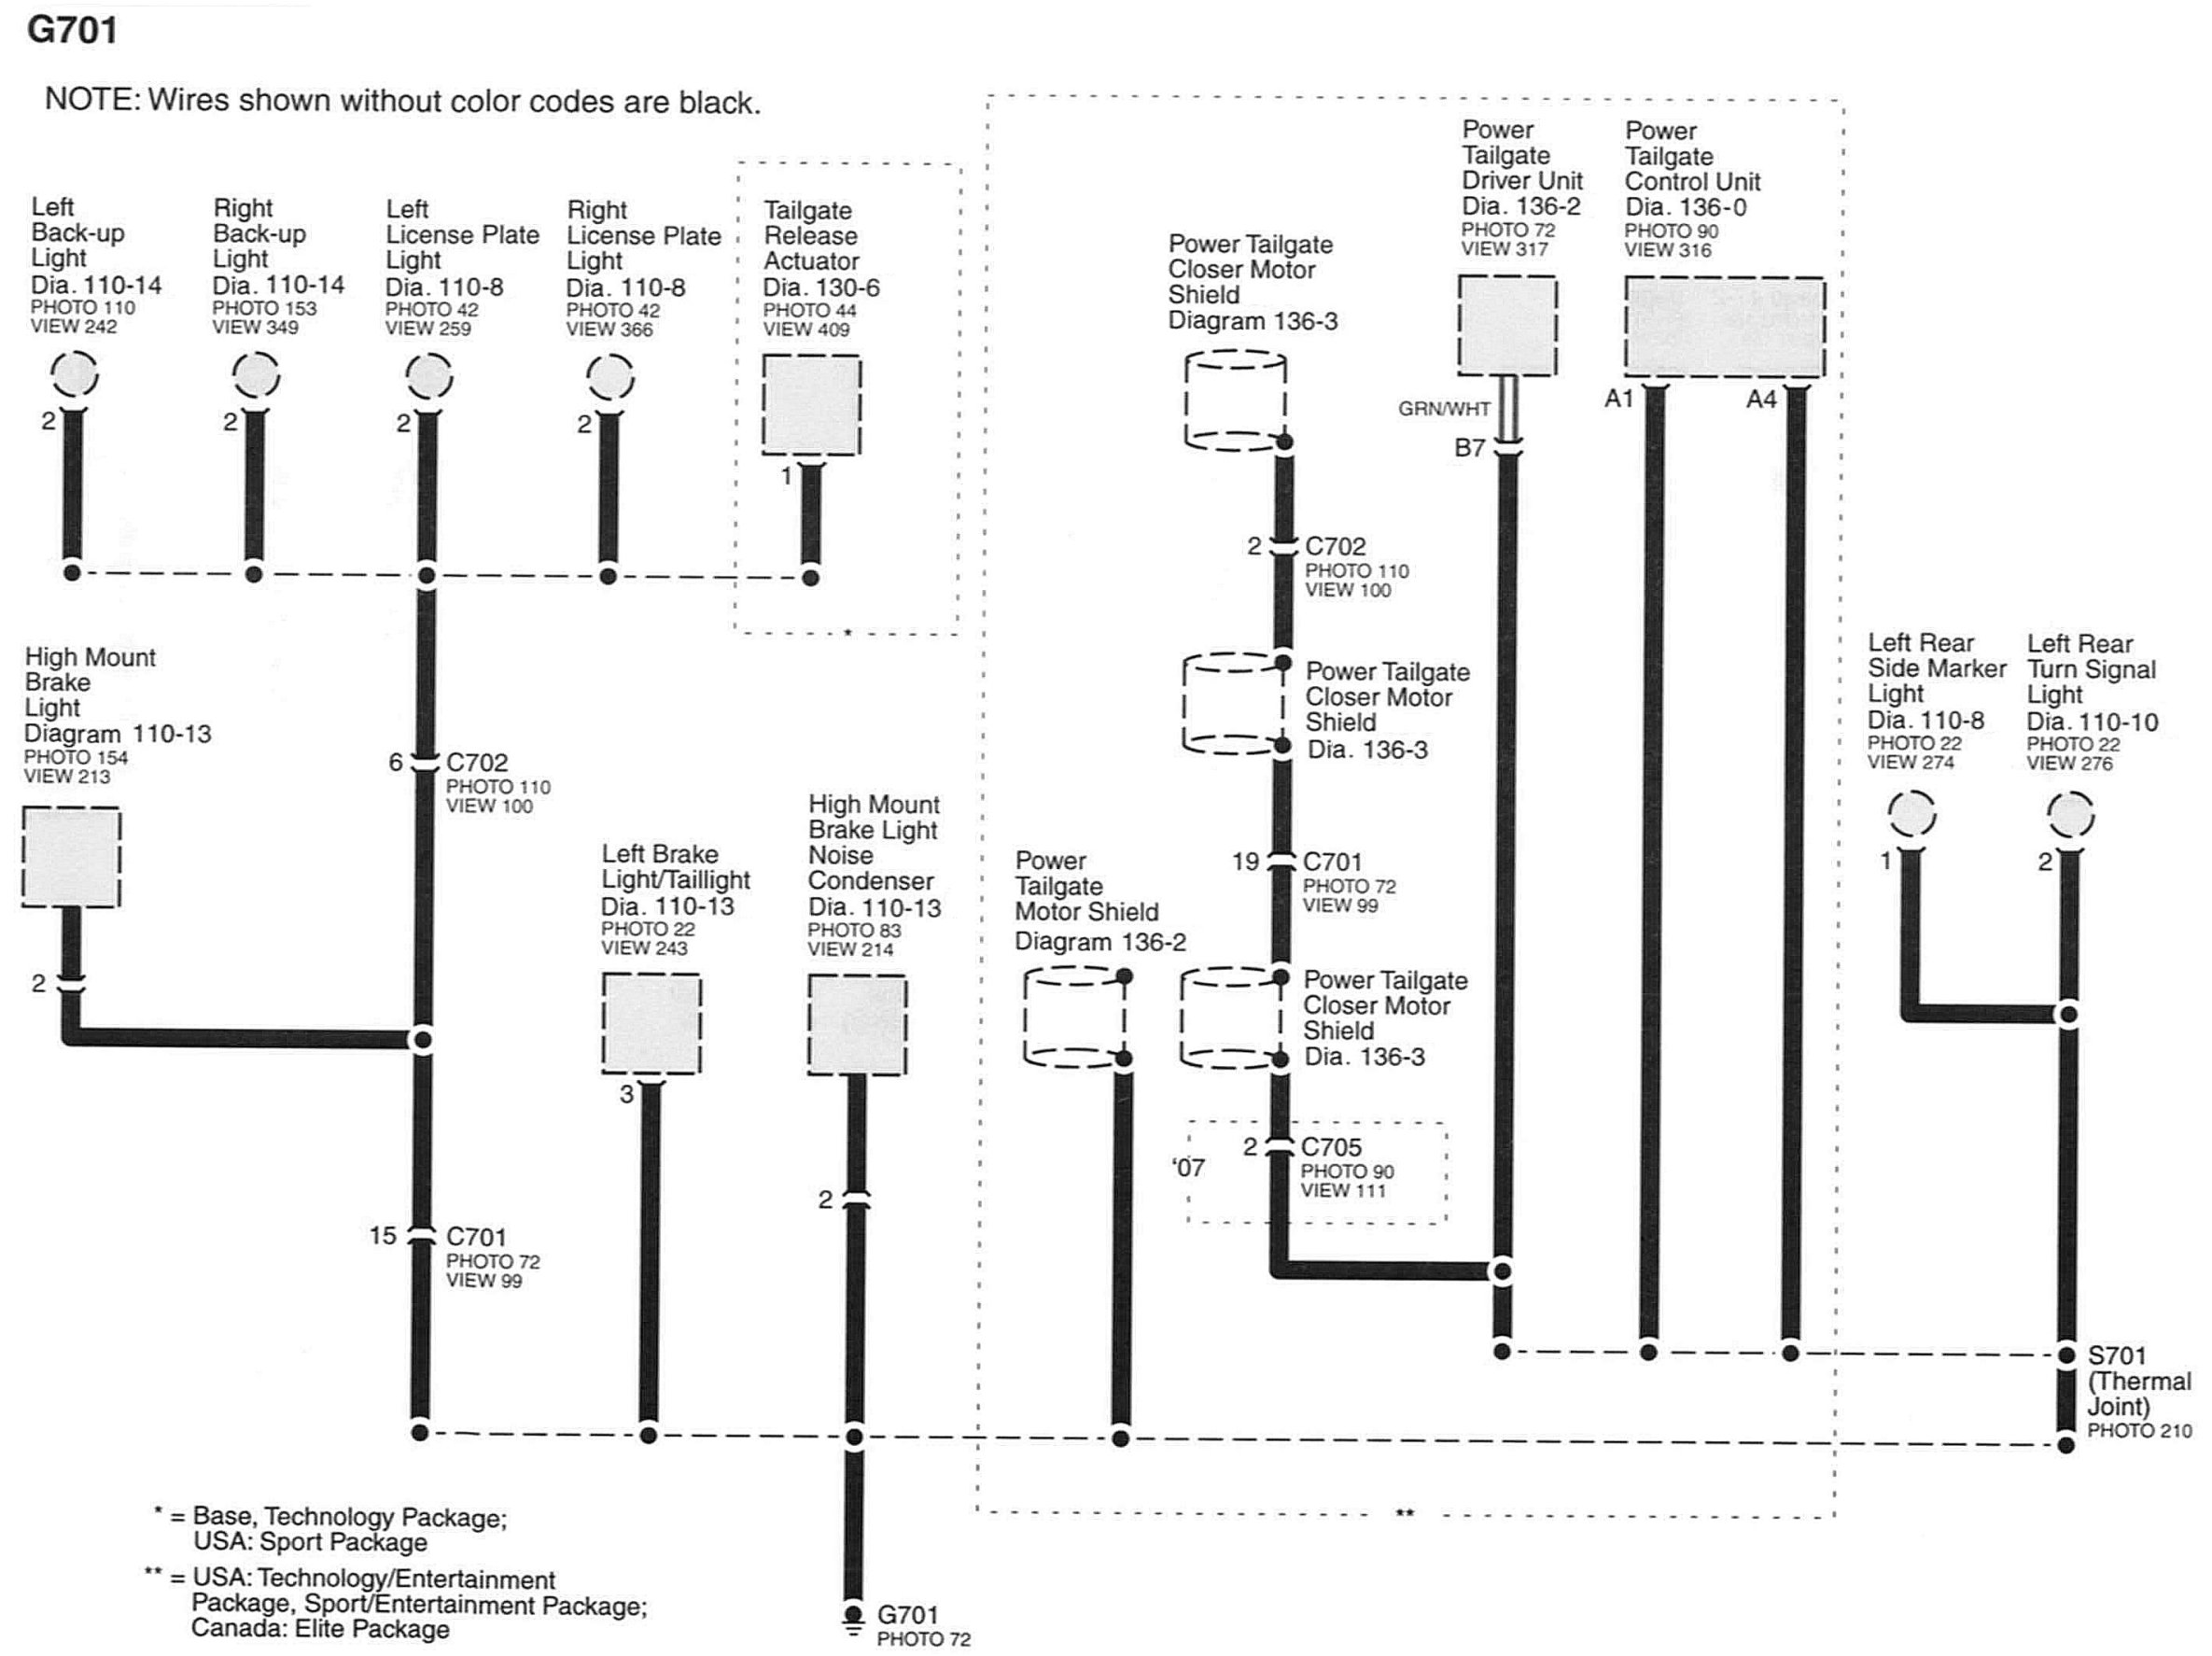 G701
NOTE: Wires shown without color codes are black.
Left
Back-up
Light
Dia. 110-14
PHOTO 110
VIEW 242
2
Right
Back-up
Light
Dia. 110-14
PHOTO 153
VIEW 349
2
Left
License Plate
Light
Dia. 110-8
PHOTO 42
VIEW 259
2
Right
License Plate
Light
Dia. 110-8
PHOTO 42
VIEW 366
2
Tailgate
Release
Actuator
Dia. 130-6
PHOTO 44
VIEW 409
1
*
High Mount
Brake
Light
Diagram 110-13
PHOTO 154
VIEW 213
2
6 C702
PHOTO 110
VIEW 100
15 C701
PHOTO 72
VIEW 99
Left Brake
Light/Taillight
Dia. 110-13
PHOTO 22
VIEW 243
3
High Mount
Brake Light
Noise
Condenser
Dia. 110-13
PHOTO 83
VIEW 214
2
Power
Tailgate
Motor Shield
Diagram 136-2
Power Tailgate
Closer Motor
Shield
Diagram 136-3
2 C702
PHOTO 110
VIEW 100
Power Tailgate
Closer Motor
Shield
Dia. 136-3
19 C701
PHOTO 72
VIEW 99
Power Tailgate
Closer Motor
Shield
Dia. 136-3
'07
2 C705
PHOTO 90
VIEW 111
Power
Tailgate
Driver Unit
Dia. 136-2
PHOTO 72
VIEW 317
GRN/WHT
B7
Power
Tailgate
Control Unit
Dia. 136-0
PHOTO 90
VIEW 316
A1
A4
Left Rear
Side Marker
Light
Dia. 110-8
PHOTO 22
VIEW 274
1
Left Rear
Turn Signal
Light
Dia. 110-10
PHOTO 22
VIEW 276
2
S701
(Thermal
Joint)
PHOTO 210
**
* = Base, Technology Package;
USA: Sport Package
** = USA: Technology/Entertainment
Package, Sport/Entertainment Package;
Canada: Elite Package
G701
PHOTO 72